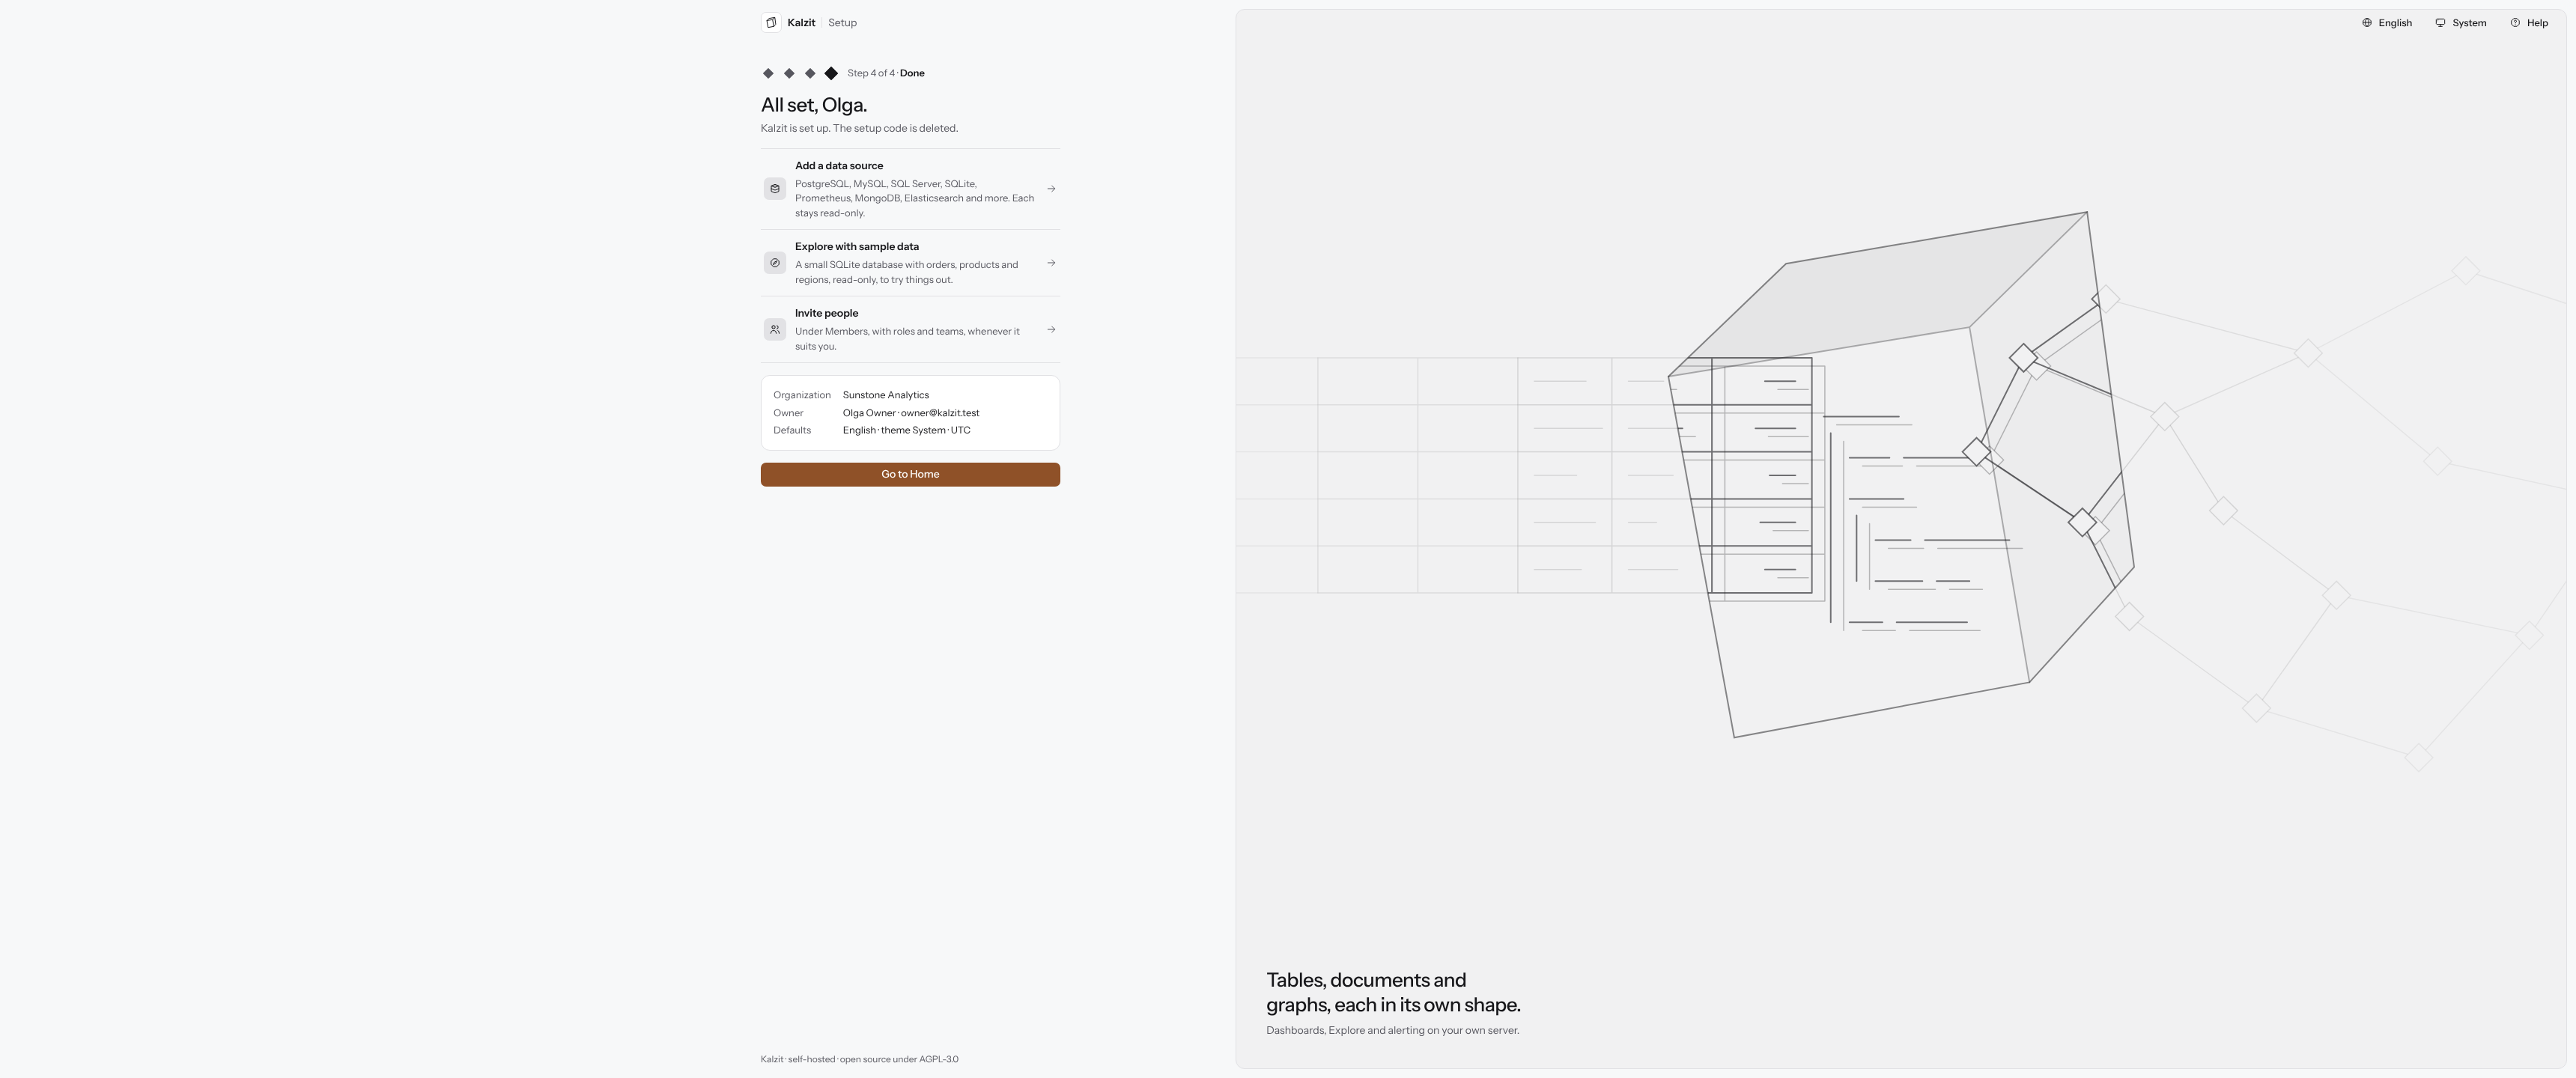 Kalzit
Setup
English
System
Help
Step 4 of 4 · Done
All set, Olga.
Kalzit is set up. The setup code is deleted.
Add a data source
PostgreSQL, MySQL, SQL Server, SQLite,
Prometheus, MongoDB, Elasticsearch and more. Each
stays read-only.
Explore with sample data
A small SQLite database with orders, products and
regions, read-only, to try things out.
Invite people
Under Members, with roles and teams, whenever it
suits you.
Organization Sunstone Analytics
Owner Olga Owner · owner@kalzit.test
Defaults English · theme System · UTC
Go to Home
Tables, documents and
graphs, each in its own shape.
Dashboards, Explore and alerting on your own server.
Kalzit · self-hosted · open source under AGPL-3.0